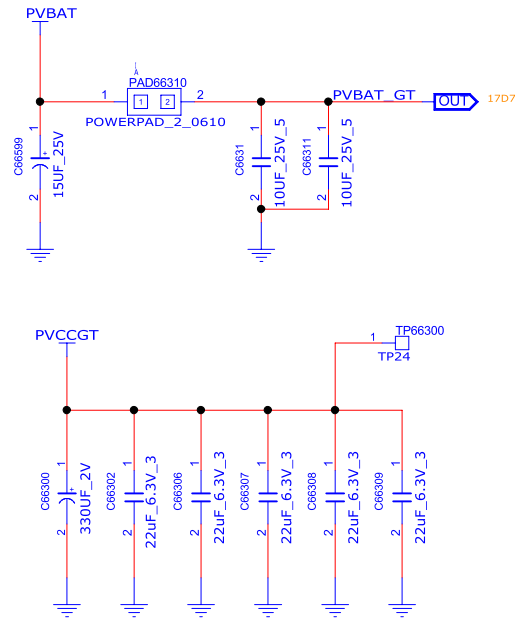 PVBAT
A
PAD66310
1
1
2
2
POWERPAD_2_0610
PVBAT_GT
OUT
17D7
C66599
1
+
2
15UF_25V
C6631
1
2
10UF_25V_5
C66311
1
2
10UF_25V_5
PVCCGT
1
TP66300
TP24
C66300
1
+
2
330UF_2V
C66302
1
2
22uF_6.3V_3
C66306
1
2
22uF_6.3V_3
C66307
1
2
22uF_6.3V_3
C66308
1
2
22uF_6.3V_3
C66309
1
2
22uF_6.3V_3